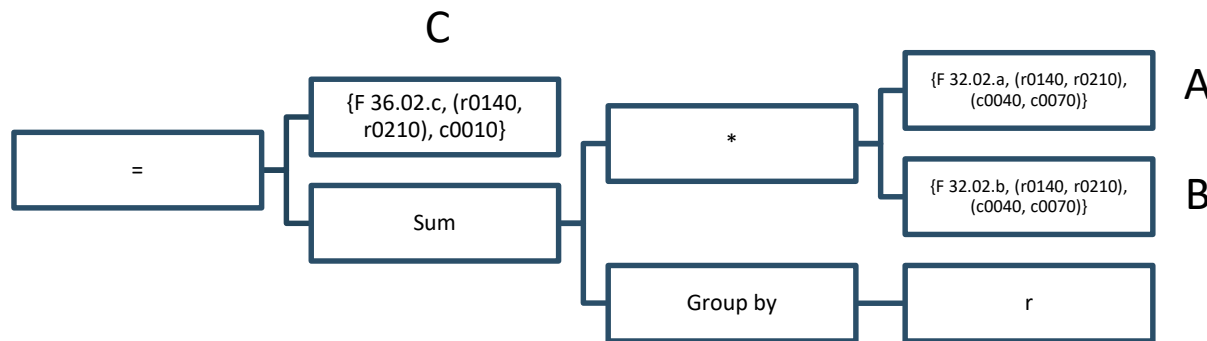 C
{F 36.02.c, (r0140,
r0210), c0010}
=
Sum
*
{F 32.02.a, (r0140, r0210),
(c0040, c0070)}
A
{F 32.02.b, (r0140, r0210),
(c0040, c0070)}
B
Group by
r